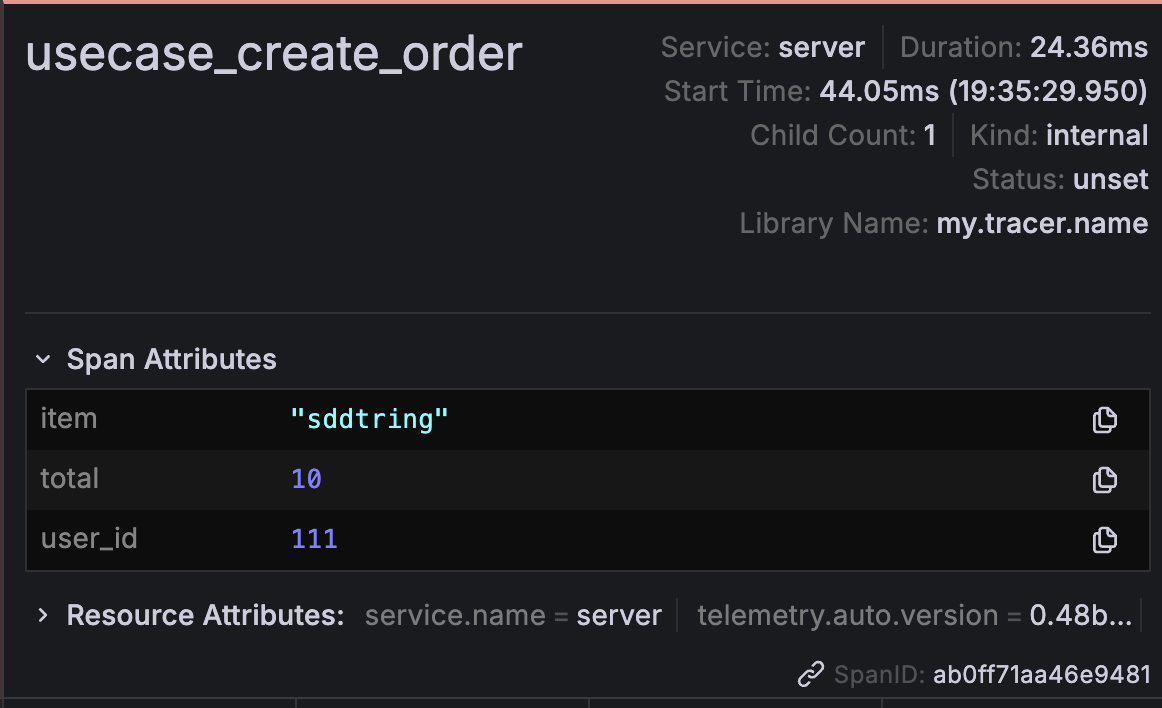 usecase_create_order
Service: server Duration: 24.36ms
Start Time: 44.05ms (19:35:29.950)
Child Count: 1 Kind: internal
Status: unset
Library Name: my.tracer.name
Span Attributes
item "sddtring"
total 10
user_id 111
Resource Attributes: service.name = server telemetry.auto.version = 0.48b...
SpanID: ab0ff71aa46e9481